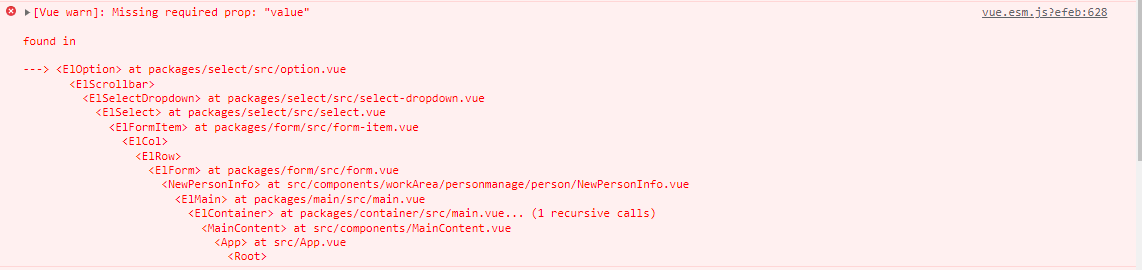 [Vue warn]: Missing required prop: "value"
vue.esm.js?efeb:628
found in
---> <ElOption> at packages/select/src/option.vue
<ElScrollbar>
<ElSelectDropdown> at packages/select/src/select-dropdown.vue
<ElSelect> at packages/select/src/select.vue
<ElFormItem> at packages/form/src/form-item.vue
<ElCol>
<ElRow>
<ElForm> at packages/form/src/form.vue
<NewPersonInfo> at src/components/workArea/personmanage/person/NewPersonInfo.vue
<ElMain> at packages/main/src/main.vue
<ElContainer> at packages/container/src/main.vue... (1 recursive calls)
<MainContent> at src/components/MainContent.vue
<App> at src/App.vue
<Root>